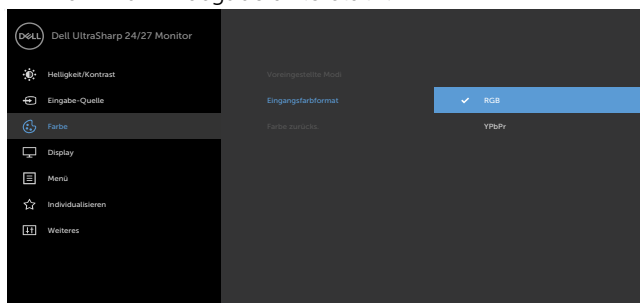 DELL
Dell UltraSharp 24/27 Monitor
Helligkeit/Kontrast
Voreingestellte Modi
Eingabe-Quelle
Eingangsfarbformat
✓ RGB
Farbe
Farbe zurücks.
YPbPr
Display
Menü
Individualisieren
Weiteres